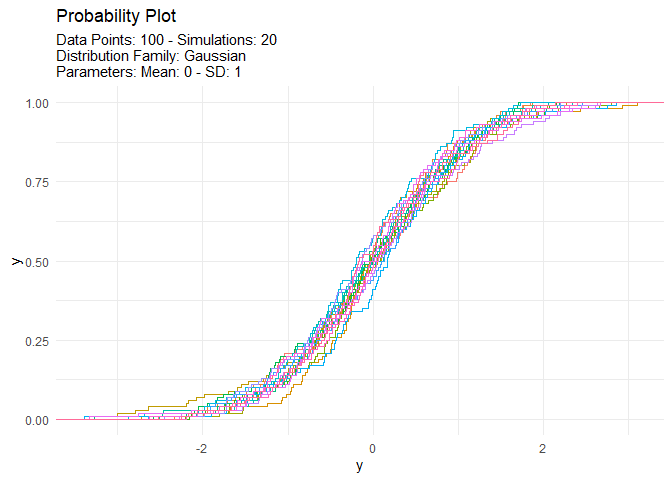 Probability Plot
Data Points: 100 - Simulations: 20
Distribution Family: Gaussian
Parameters: Mean: 0 - SD: 1
1.00
0.75
y
0.50
0.25
0.00
-2
0
2
y